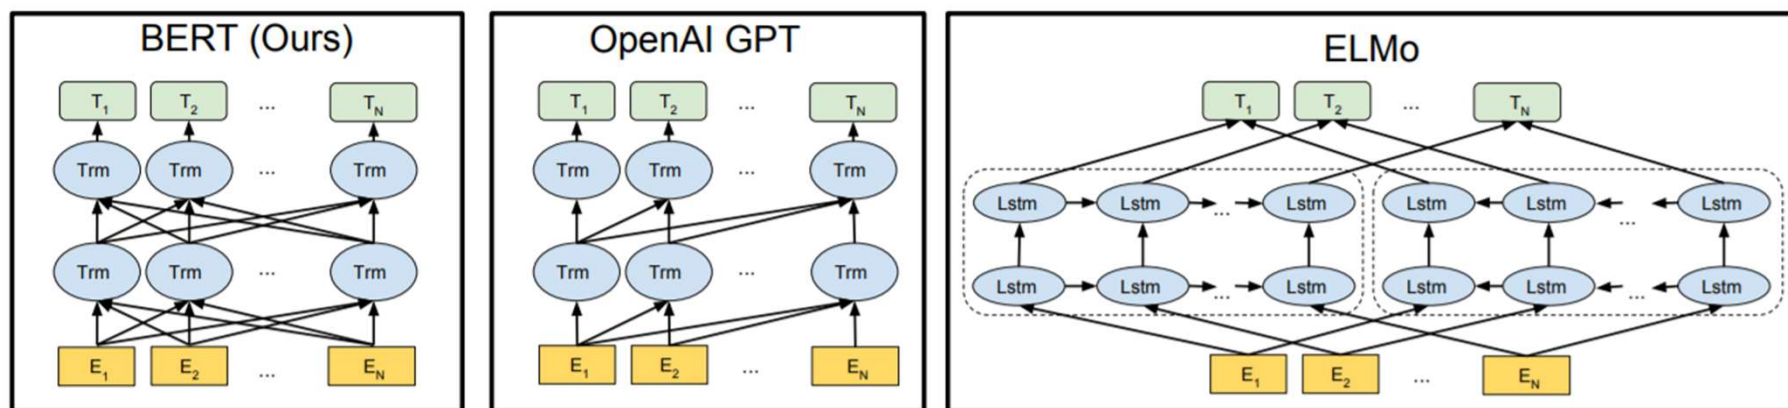 BERT (Ours)
T1 T2 ... TN
Trm Trm ... Trm
Trm Trm ... Trm
E1 E2 ... EN
OpenAI GPT
T1 T2 ... TN
Trm Trm ... Trm
Trm Trm ... Trm
E1 E2 ... EN
ELMo
T1 T2 ... TN
Lstm Lstm ... Lstm Lstm Lstm ... Lstm
Lstm Lstm ... Lstm Lstm Lstm ... Lstm
E1 E2 ... EN